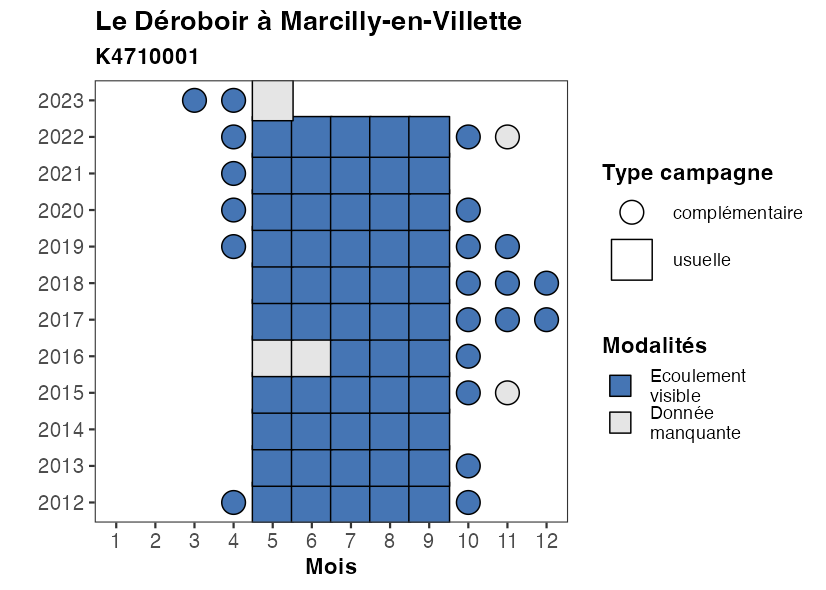 Le Déroboir à Marcilly-en-Villette
K4710001
2023
2022
2021
2020
2019
2018
2017
2016
2015
2014
2013
2012
1 2 3 4 5 6 7 8 9 10 11 12
Mois
Type campagne
complémentaire
usuelle
Modalités
Ecoulement
visible
Donnée
manquante